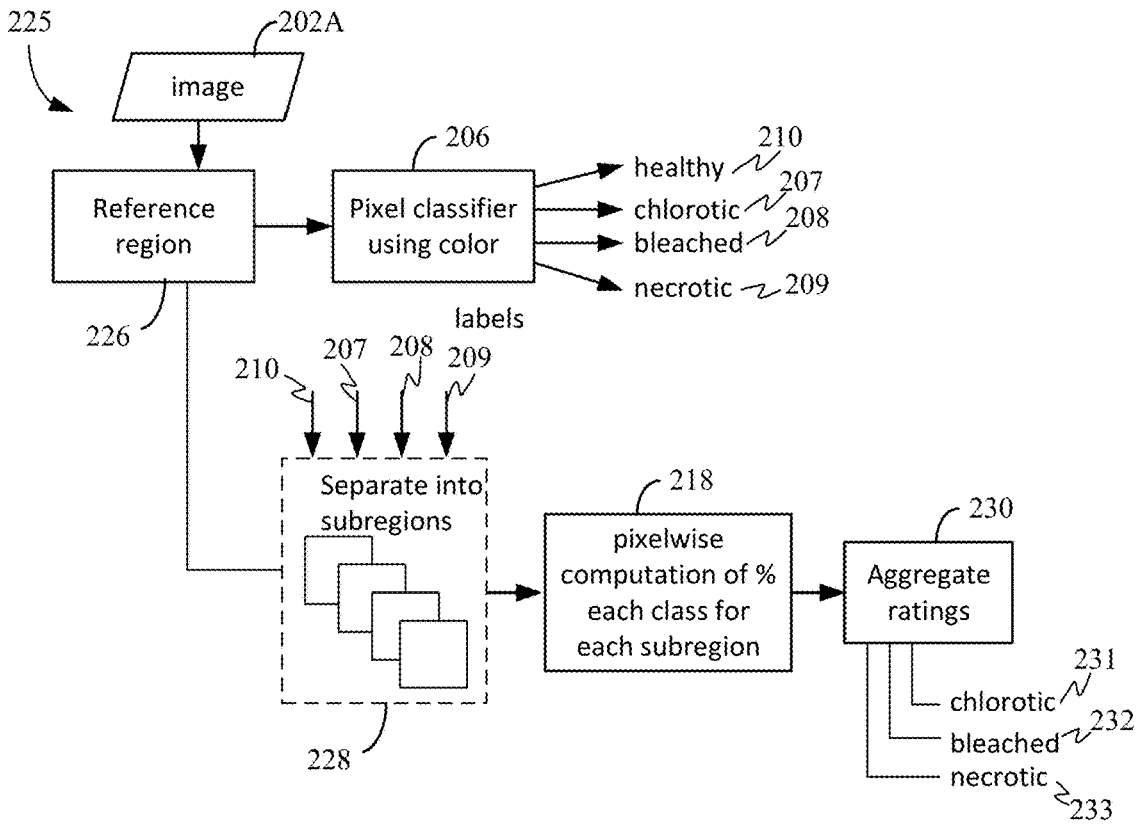 225
202A
image
206
Reference
region
Pixel classifier
using color
healthy
210
chlorotic
207
bleached
208
necrotic
209
226
labels
210
207
208
209
Separate into
subregions
218
pixelwise
computation of %
each class for
each subregion
230
Aggregate
ratings
228
chlorotic
231
bleached
232
necrotic
233